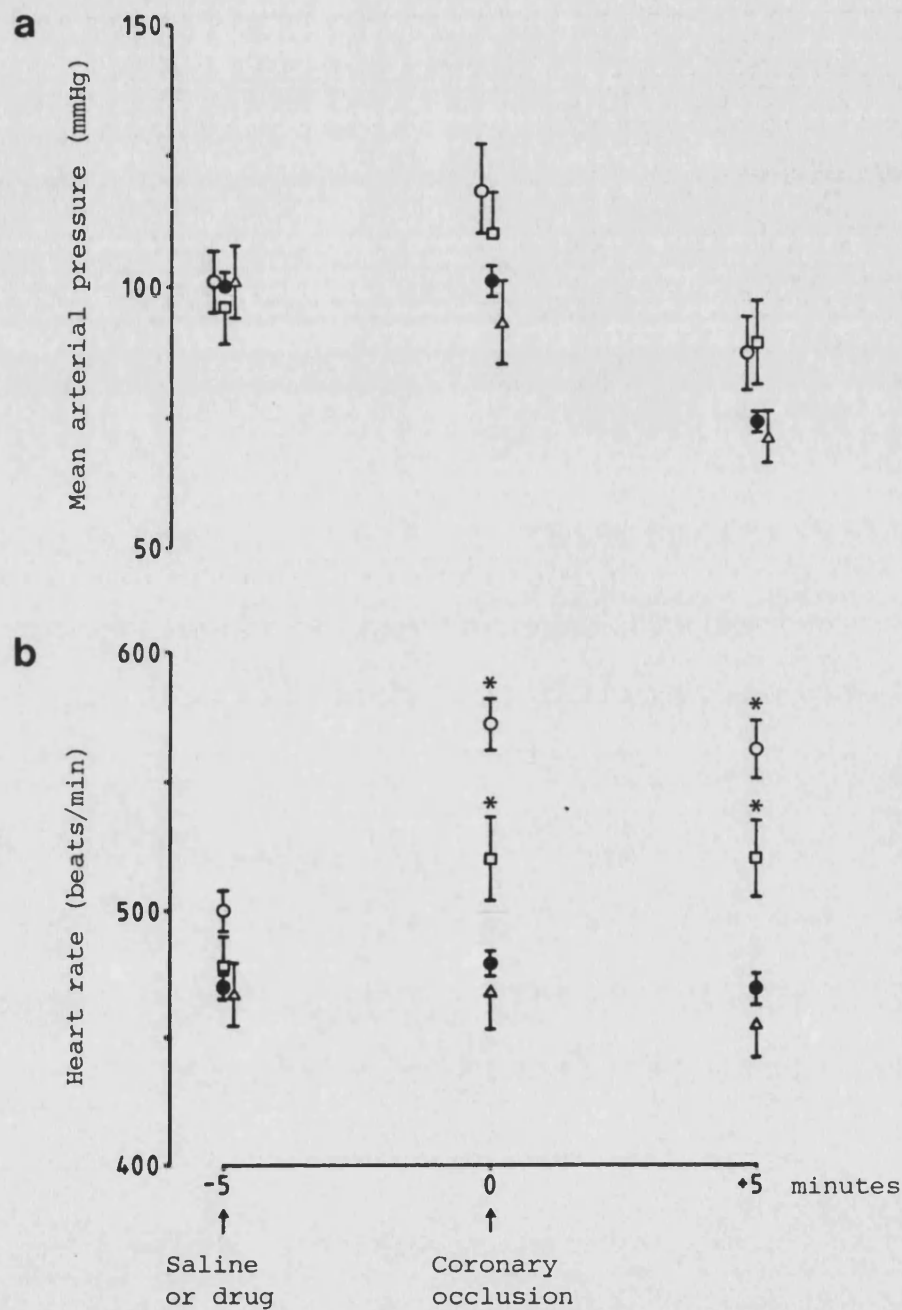 a
150
100
50
Mean arterial pressure (mmHg)
b
600
500
400
Heart rate (beats/min)
*
*
*
*
-5
0
+5
minutes
Saline
or drug
Coronary
occlusion